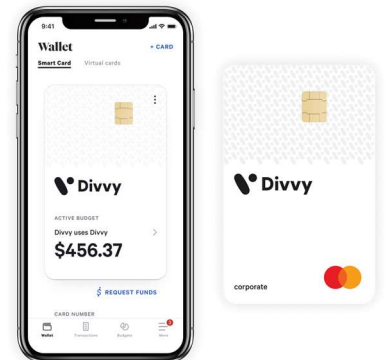 9:41
Wallet
+ CARD
Smart Card
Virtual cards
Divvy
ACTIVE BUDGET
Divvy uses Divvy
$456.37
REQUEST FUNDS
CARD NUMBER
Wallet
Transactions
Budgets
More
3
Divvy
corporate